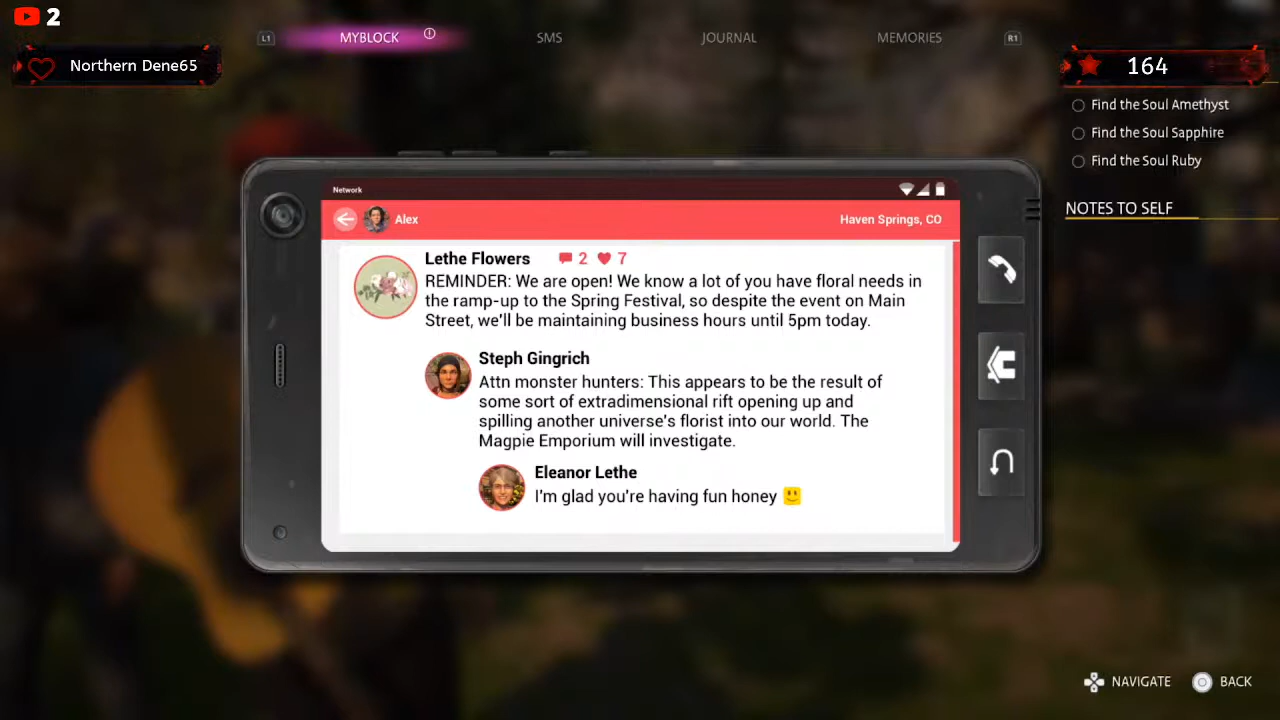 2
L1
MYBLOCK
SMS
JOURNAL
MEMORIES
R1
Northern Dene65
164
Find the Soul Amethyst
Find the Soul Sapphire
Find the Soul Ruby
NOTES TO SELF
Network
Alex
Haven Springs, CO
Lethe Flowers 2 7
REMINDER: We are open! We know a lot of you have floral needs in
the ramp-up to the Spring Festival, so despite the event on Main
Street, we'll be maintaining business hours until 5pm today.
Steph Gingrich
Attn monster hunters: This appears to be the result of
some sort of extradimensional rift opening up and
spilling another universe's florist into our world. The
Magpie Emporium will investigate.
Eleanor Lethe
I'm glad you're having fun honey 🙂
NAVIGATE
BACK